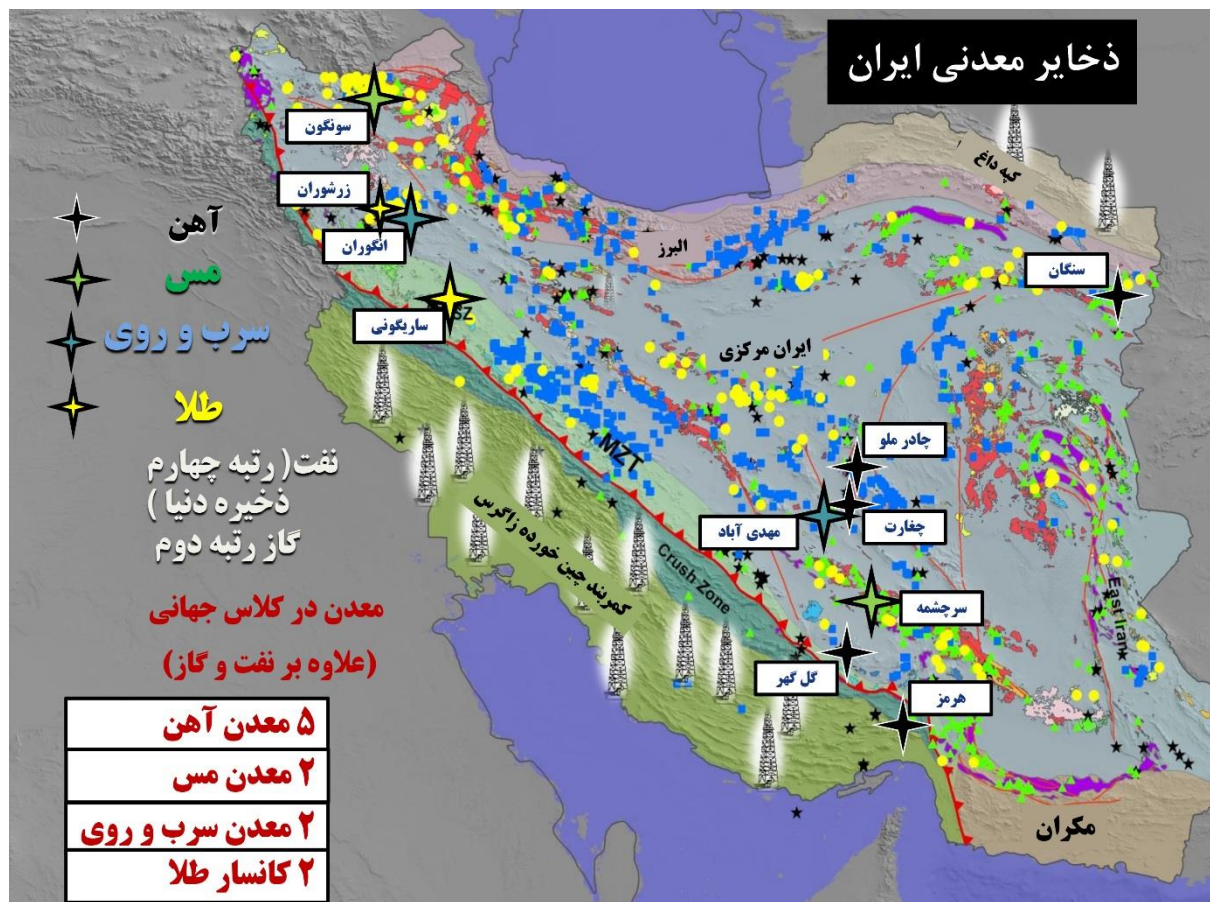 ذخایر معدنی ایران
کپه داغ
سونگون
زرشوران
انگوران
البرز
سنگان
ساریگونی
SZ
ایران مرکزی
آهن
مس
سرب و روی
طلا
نفت( رتبه چهارم
ذخیره دنیا )
گاز رتبه دوم
MZT
چادر ملو
مهدی آباد
چغارت
کمربند چین خورده زاگرس
Crush Zone
سرچشمه
East Iran
گل گهر
هرمز
مکران
معدن در کلاس جهانی
(علاوه بر نفت و گاز)
۵ معدن آهن
۲ معدن مس
۲ معدن سرب و روی
۲ کانسار طلا